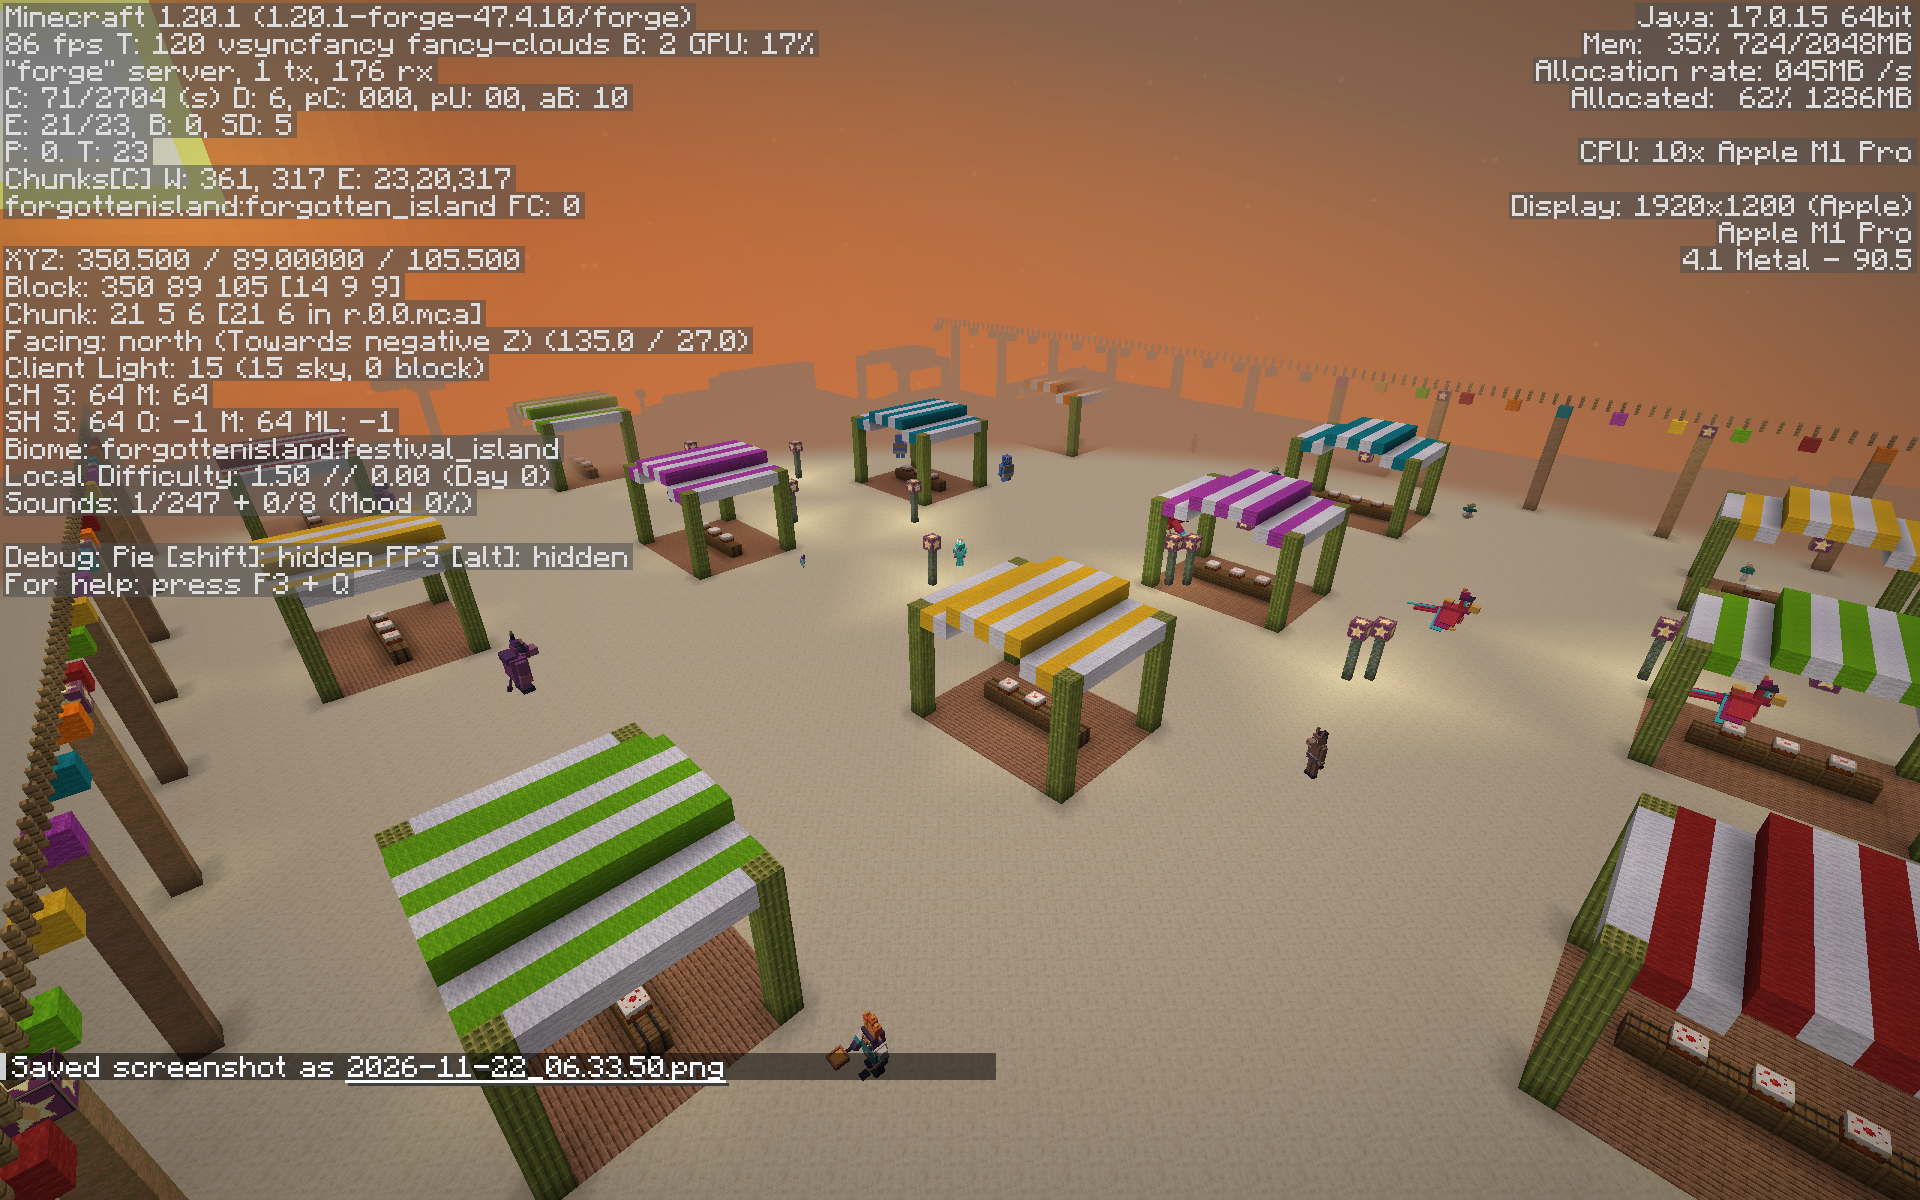 Minecraft 1.20.1 (1.20.1-forge-47.4.10/forge)
86 fps T: 120 vsyncfancy fancy-clouds B: 2 GPU: 17%
"forge" server, 1 tx, 176 rx
C: 71/2704 (s) D: 6, pC: 000, pU: 00, aB: 10
E: 21/23, B: 0, SD: 5
P: 0. T: 23
Chunks[C] W: 361, 317 E: 23,20,317
forgottenisland:forgotten_island FC: 0
XYZ: 350.500 / 89.00000 / 105.500
Block: 350 89 105 [14 9 9]
Chunk: 21 5 6 [21 6 in r.0.0.mca]
Facing: north (Towards negative Z) (135.0 / 27.0)
Client Light: 15 (15 sky, 0 block)
CH S: 64 M: 64
SH S: 64 O: -1 M: 64 ML: -1
Biome: forgottenisland:festival_island
Local Difficulty: 1.50 // 0.00 (Day 0)
Sounds: 1/247 + 0/8 (Mood 0%)
Debug: Pie [shift]: hidden FPS [alt]: hidden
For help: press F3 + Q
Java: 17.0.15 64bit
Mem: 35% 724/2048MB
Allocation rate: 045MB /s
Allocated: 62% 1286MB
CPU: 10x Apple M1 Pro
Display: 1920x1200 (Apple)
Apple M1 Pro
4.1 Metal - 90.5
Saved screenshot as 2026-11-22_06.33.50.png